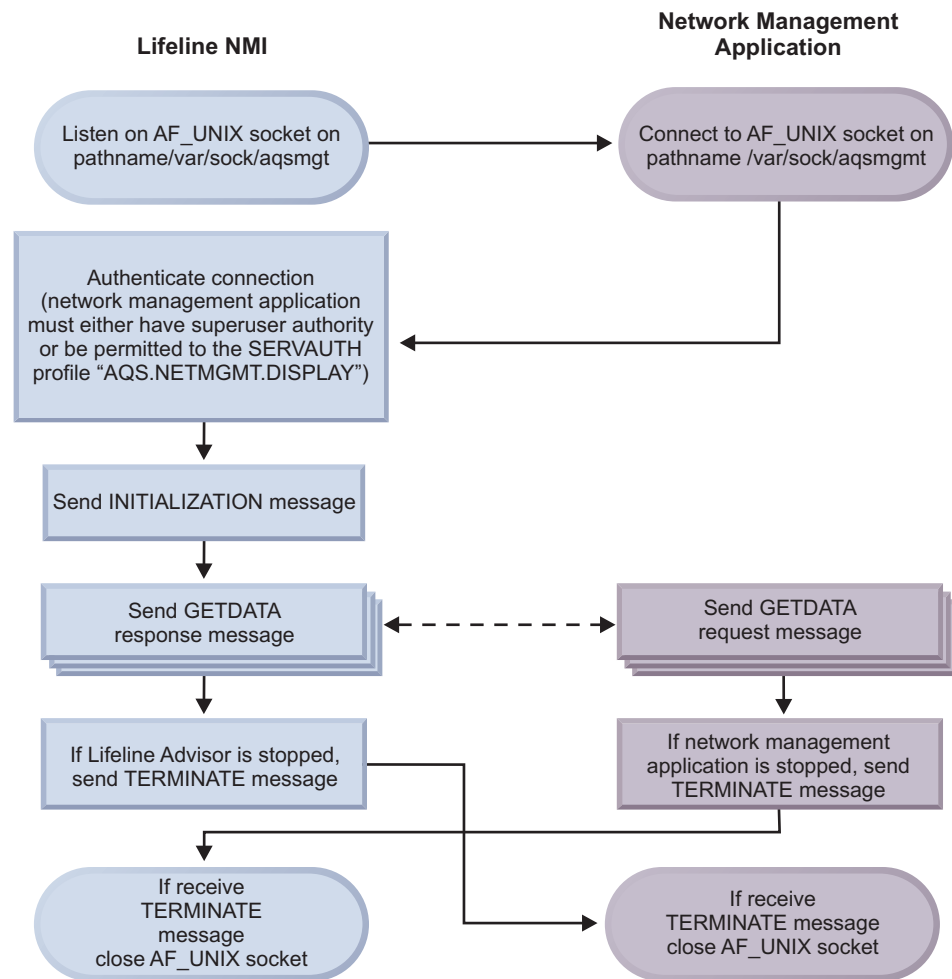 Lifeline NMI
Network Management
Application
Listen on AF_UNIX socket on
pathname/var/sock/aqsmgt
Connect to AF_UNIX socket on
pathname /var/sock/aqsmgmt
Authenticate connection
(network management application
must either have superuser authority
or be permitted to the SERVAUTH
profile “AQS.NETMGMT.DISPLAY”)
Send INITIALIZATION message
Send GETDATA
response message
Send GETDATA
request message
If Lifeline Advisor is stopped,
send TERMINATE message
If network management
application is stopped, send
TERMINATE message
If receive
TERMINATE
message
close AF_UNIX socket
If receive
TERMINATE message
close AF_UNIX socket